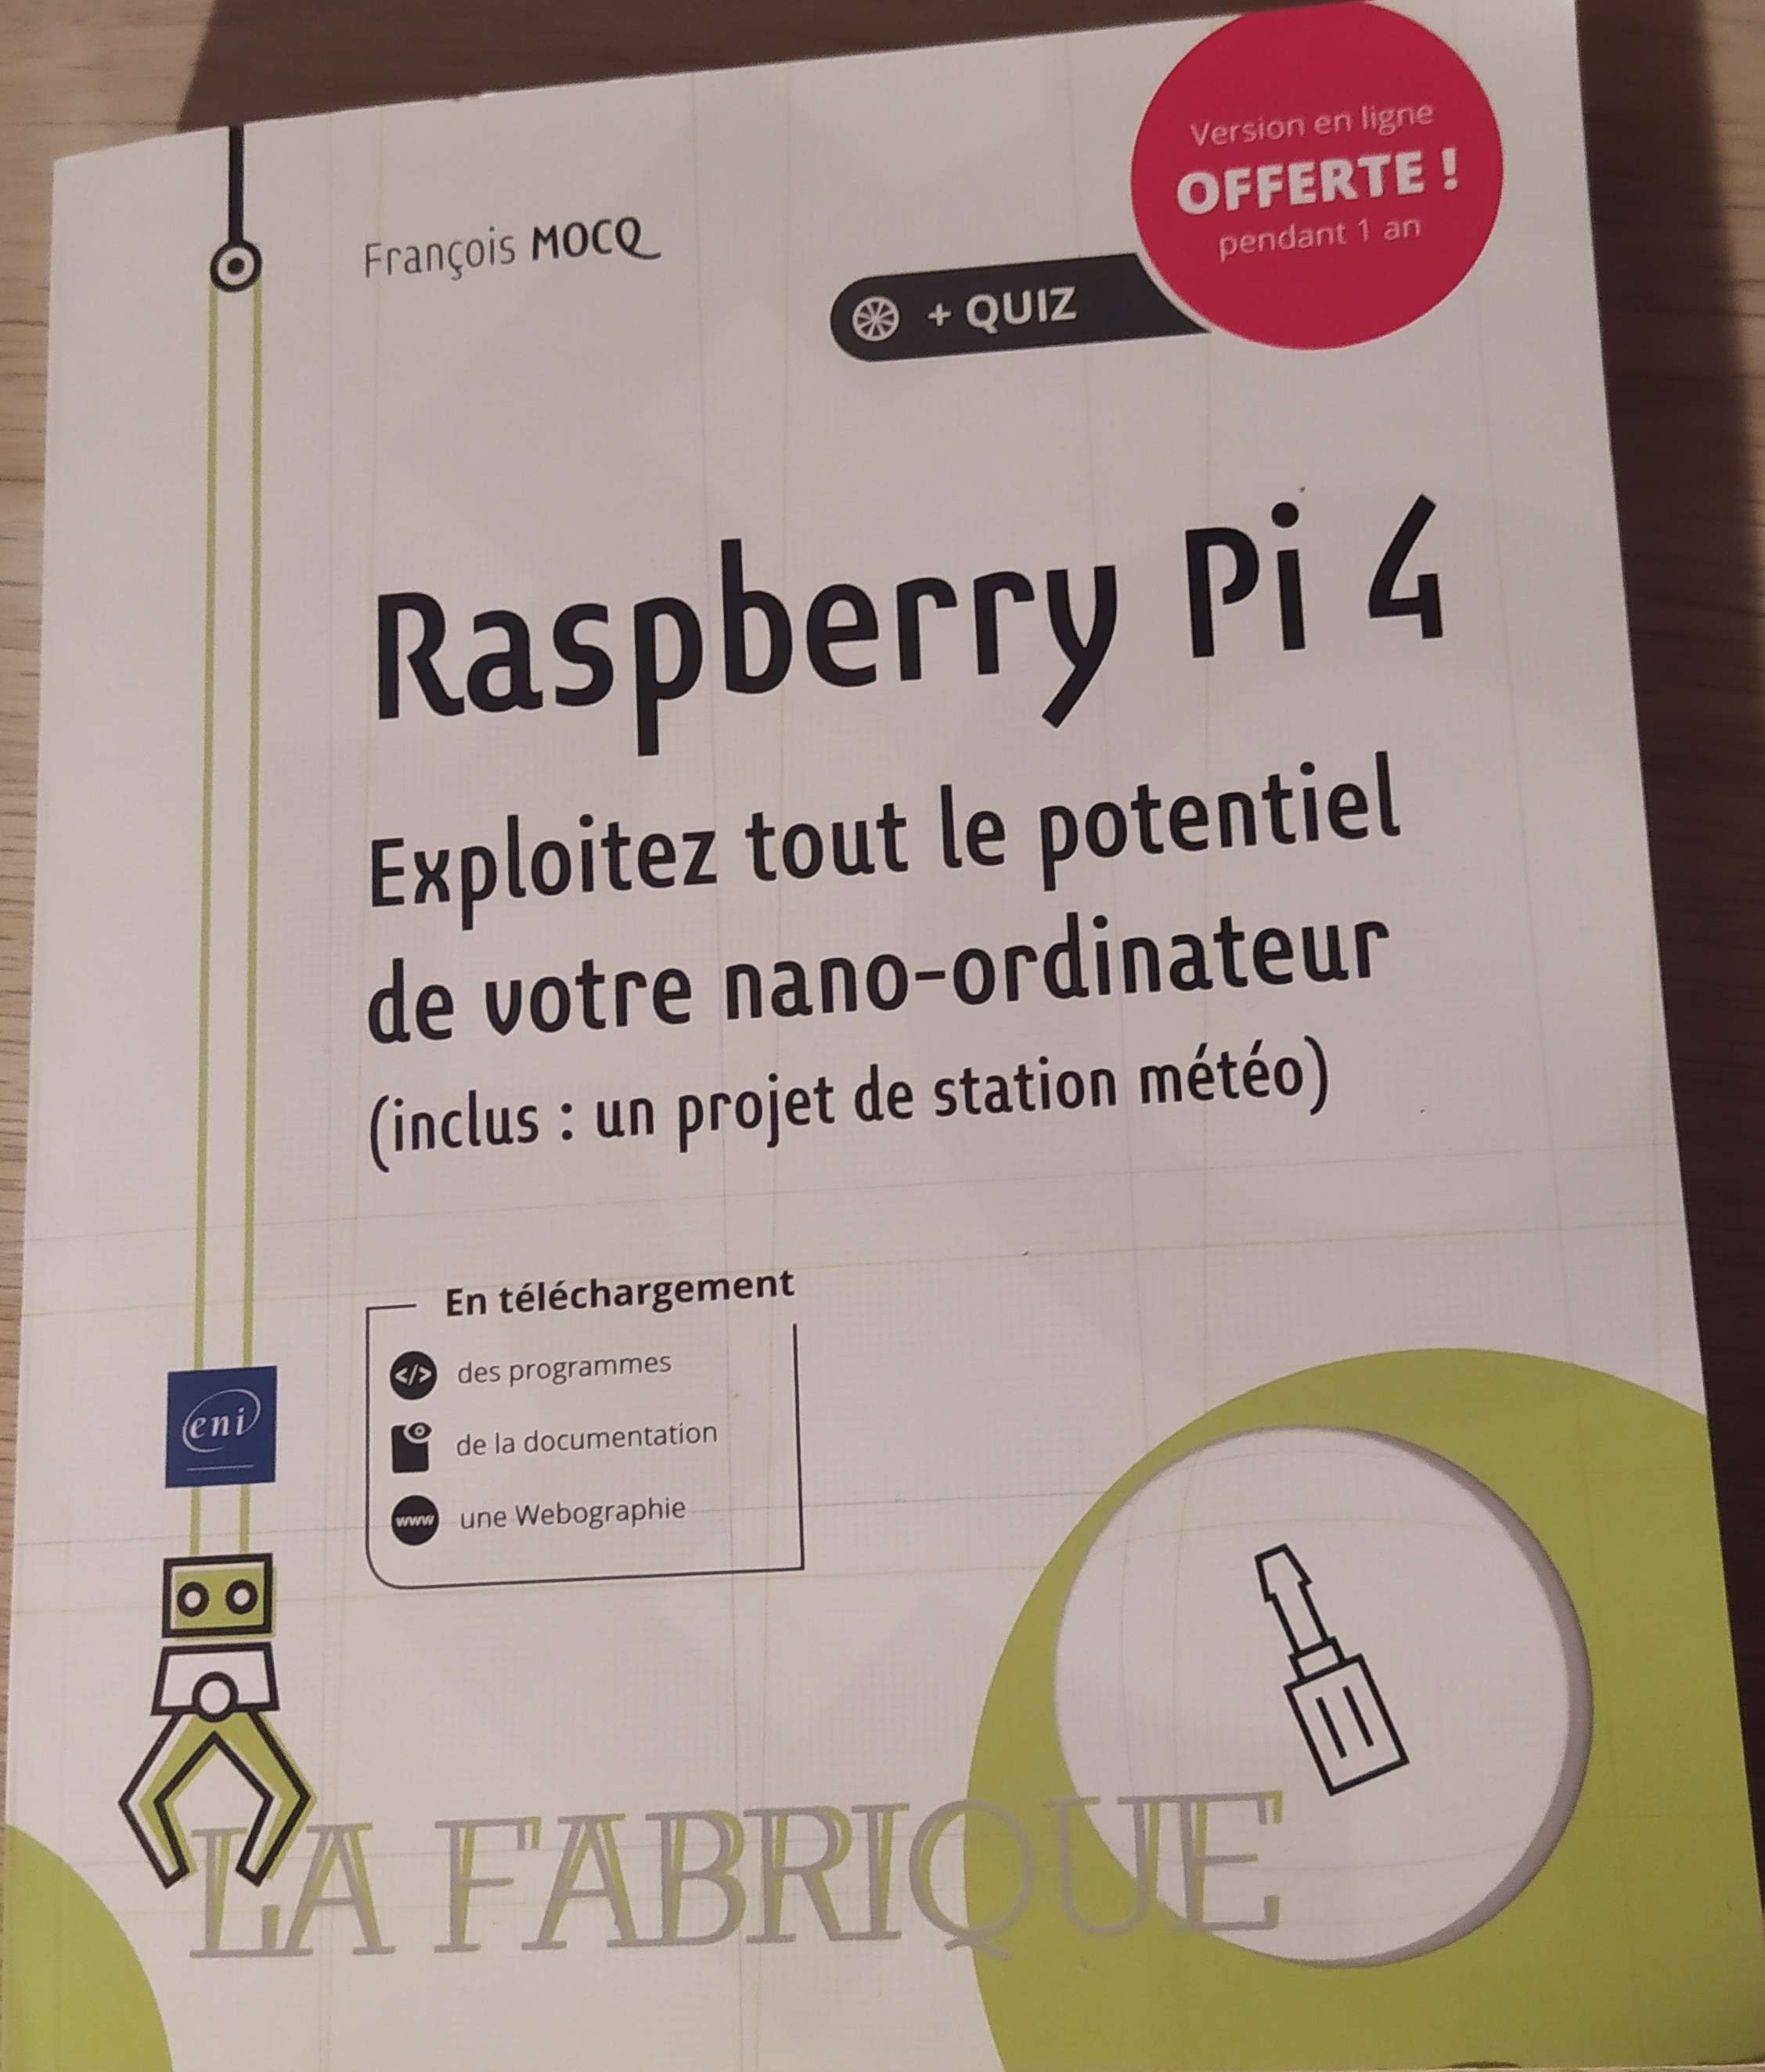 Version en ligne
OFFERTE !
pendant 1 an
François MOCQ
+ QUIZ
Raspberry Pi 4
Exploitez tout le potentiel
de votre nano-ordinateur
(inclus : un projet de station météo)
En téléchargement
</> des programmes
de la documentation
www une Webographie
eni
LA FABRIQUE